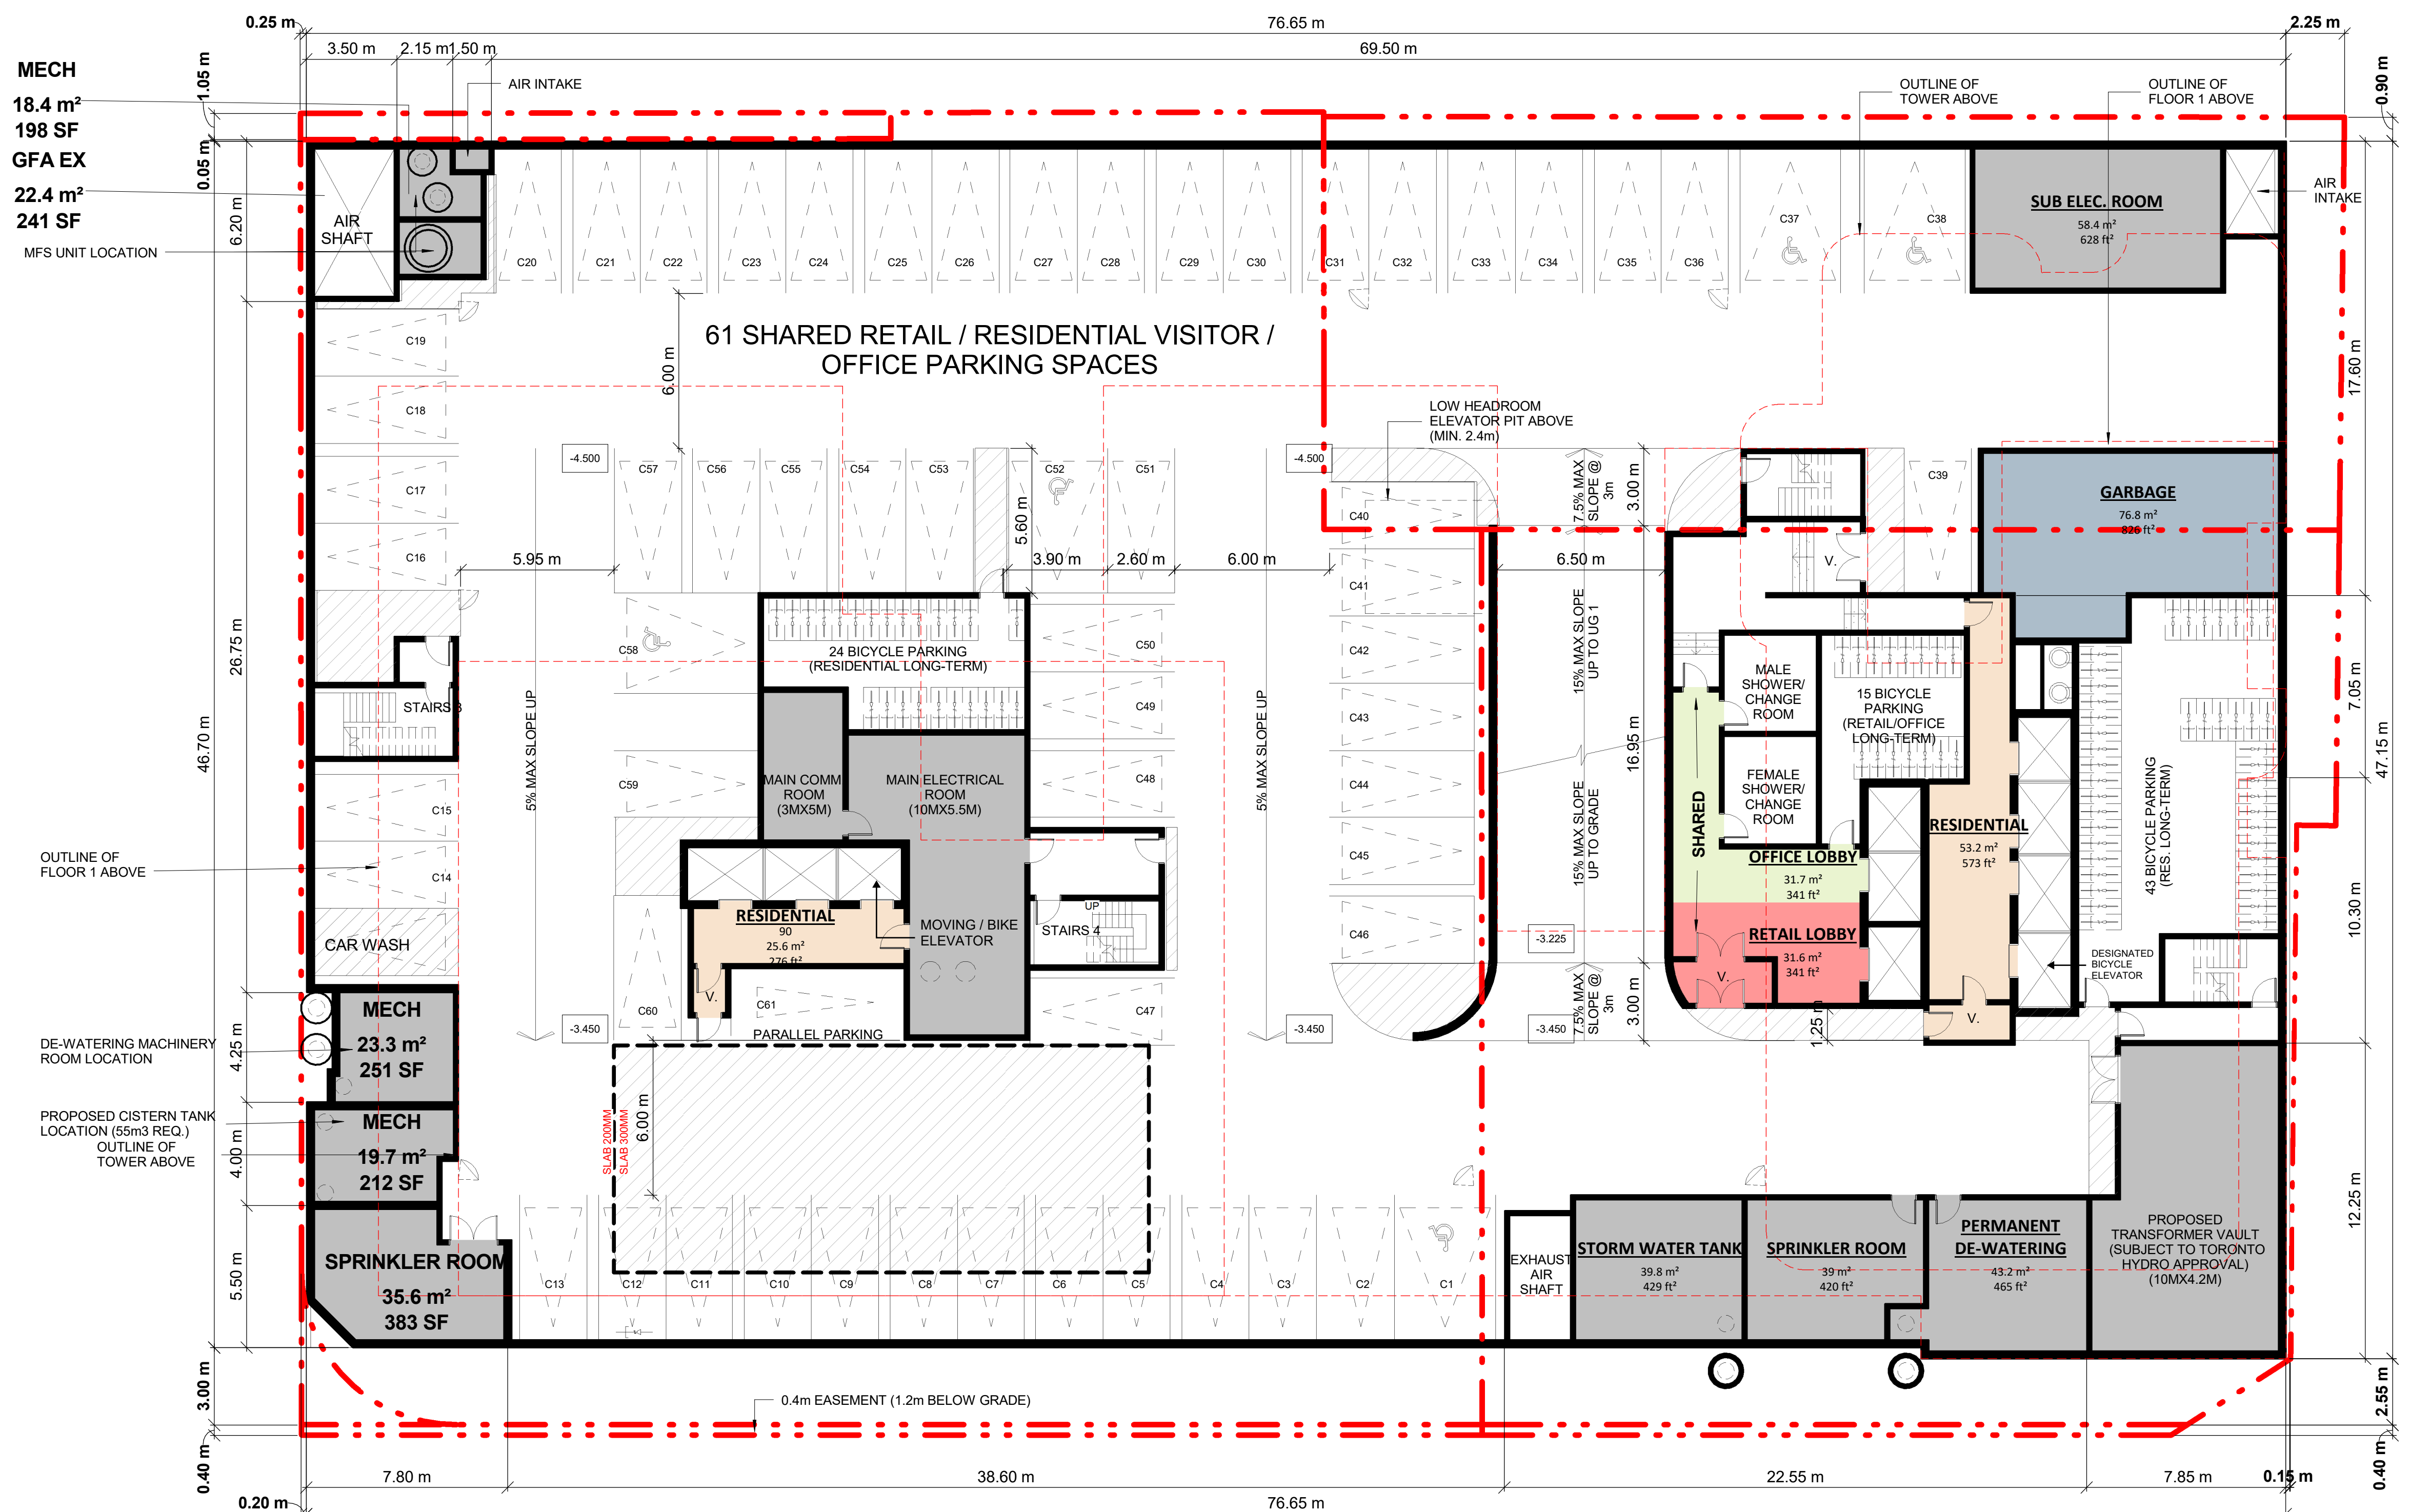 0.25 m
76.65 m
2.25 m
3.50 m
2.15 m
1.50 m
69.50 m
MECH
18.4 m²
198 SF
GFA EX
22.4 m²
241 SF
MFS UNIT LOCATION
1.05 m
0.05 m
6.20 m
AIR INTAKE
OUTLINE OF
TOWER ABOVE
OUTLINE OF
FLOOR 1 ABOVE
0.90 m
AIR
SHAFT
C20
C21
C22
C23
C24
C25
C26
C27
C28
C29
C30
C31
C32
C33
C34
C35
C36
C37
C38
SUB ELEC. ROOM
58.4 m²
628 ft²
AIR
INTAKE
61 SHARED RETAIL / RESIDENTIAL VISITOR /
OFFICE PARKING SPACES
6.00 m
17.60 m
C19
C18
C17
C16
LOW HEADROOM
ELEVATOR PIT ABOVE
(MIN. 2.4m)
-4.500
C57
C56
C55
C54
C53
C52
C51
-4.500
7.5% MAX
SLOPE @
3m
3.00 m
C39
GARBAGE
76.8 m²
826 ft²
5.60 m
C40
5.95 m
3.90 m
2.60 m
6.00 m
6.50 m
V.
C41
26.75 m
46.70 m
5% MAX SLOPE UP
C58
24 BICYCLE PARKING
(RESIDENTIAL LONG-TERM)
C50
5% MAX SLOPE UP
C42
15% MAX SLOPE
UP TO UG 1
MALE
SHOWER/
CHANGE
ROOM
15 BICYCLE
PARKING
(RETAIL/OFFICE
LONG-TERM)
7.05 m
47.15 m
STAIRS 3
C49
C43
16.95 m
C15
C59
MAIN COMM
ROOM
(3MX5M)
MAIN ELECTRICAL
ROOM
(10MX5.5M)
C48
C44
FEMALE
SHOWER/
CHANGE
ROOM
SHARED
RESIDENTIAL
53.2 m²
573 ft²
43 BICYCLE PARKING
(RES. LONG-TERM)
OUTLINE OF
FLOOR 1 ABOVE
C14
C45
15% MAX SLOPE
UP TO GRADE
OFFICE LOBBY
31.7 m²
341 ft²
CAR WASH
RESIDENTIAL
90
25.6 m²
276 ft²
MOVING / BIKE
ELEVATOR
UP
STAIRS 4
C46
-3.225
RETAIL LOBBY
31.6 m²
341 ft²
V.
DESIGNATED
BICYCLE
ELEVATOR
10.30 m
V.
C60
C61
PARALLEL PARKING
C47
-3.450
-3.450
-3.450
7.5% MAX
SLOPE @
3m
3.00 m
1.25 m
V.
DE-WATERING MACHINERY
ROOM LOCATION
4.25 m
MECH
23.3 m²
251 SF
PROPOSED CISTERN TANK
LOCATION (55m3 REQ.)
OUTLINE OF
TOWER ABOVE
4.00 m
MECH
19.7 m²
212 SF
SLAB 200MM
SLAB 300MM
6.00 m
5.50 m
SPRINKLER ROOM
35.6 m²
383 SF
C13
C12
C11
C10
C9
C8
C7
C6
C5
C4
C3
C2
C1
EXHAUST
AIR
SHAFT
STORM WATER TANK
39.8 m²
429 ft²
SPRINKLER ROOM
39 m²
420 ft²
PERMANENT
DE-WATERING
43.2 m²
465 ft²
PROPOSED
TRANSFORMER VAULT
(SUBJECT TO TORONTO
HYDRO APPROVAL)
(10MX4.2M)
12.25 m
3.00 m
0.4m EASEMENT (1.2m BELOW GRADE)
2.55 m
0.40 m
0.40 m
7.80 m
38.60 m
22.55 m
7.85 m
0.15 m
0.20 m
76.65 m